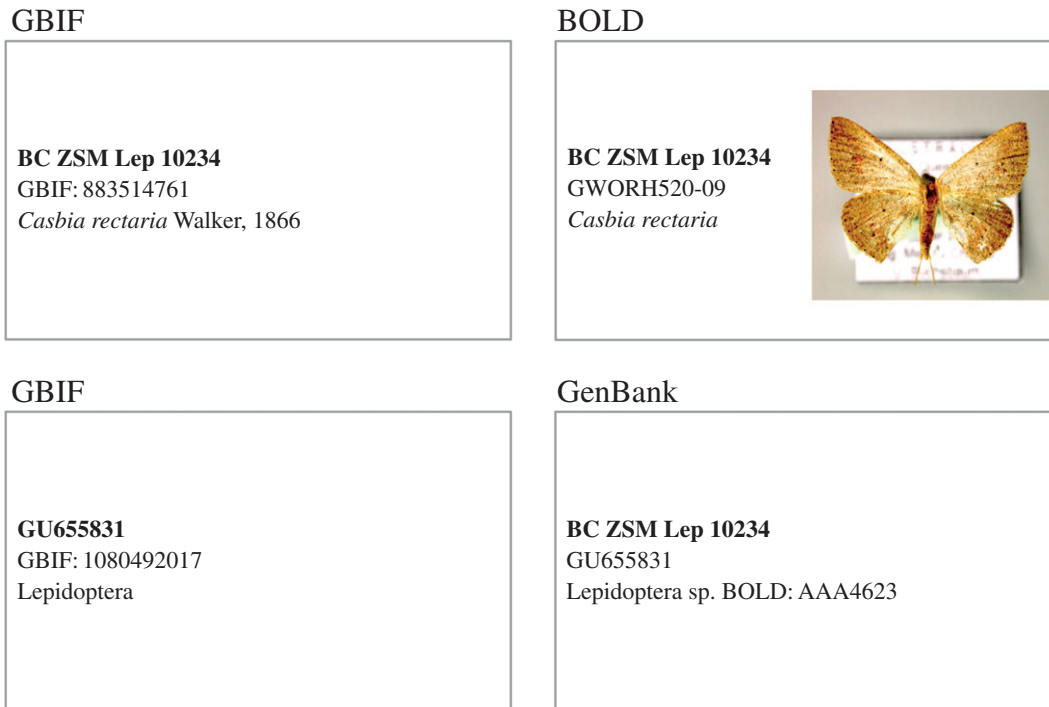 GBIF
BC ZSM Lep 10234
GBIF: 883514761
Casbia rectaria Walker, 1866
BOLD
BC ZSM Lep 10234
GWORH520-09
Casbia rectaria
GBIF
GU655831
GBIF: 1080492017
Lepidoptera
GenBank
BC ZSM Lep 10234
GU655831
Lepidoptera sp. BOLD: AAA4623